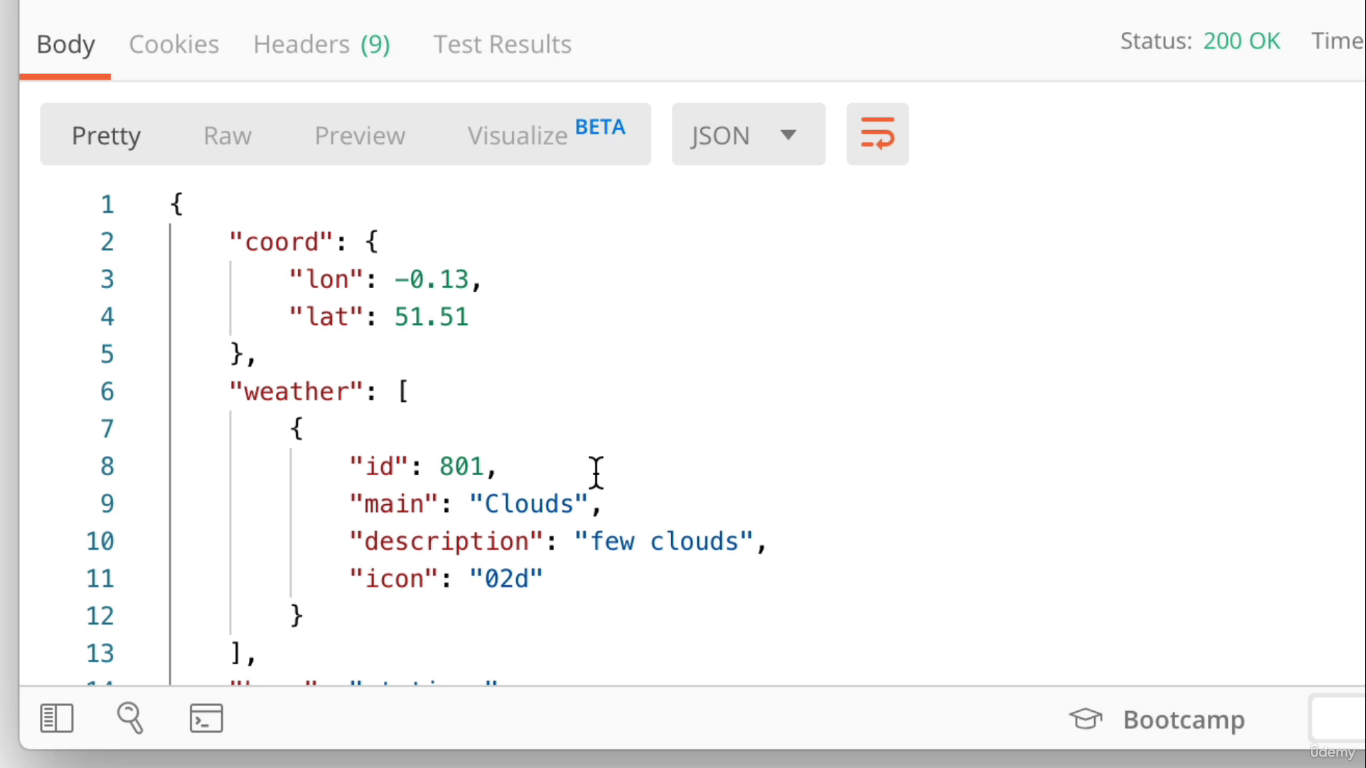 Body Cookies Headers (9) Test Results Status: 200 OK Time
Pretty Raw Preview Visualize BETA JSON
1 {
2 "coord": {
3 "lon": -0.13,
4 "lat": 51.51
5 },
6 "weather": [
7 {
8 "id": 801,
9 "main": "Clouds",
10 "description": "few clouds",
11 "icon": "02d"
12 }
13 ],
Bootcamp
ûdemy